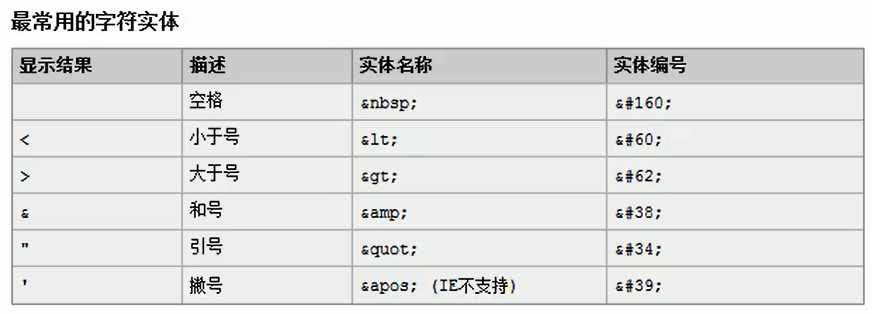 最常用的字符实体
显示结果 描述 实体名称 实体编号
空格 &nbsp; &#160;
< 小于号 &lt; &#60;
> 大于号 &gt; &#62;
& 和号 &amp; &#38;
" 引号 &quot; &#34;
' 撇号 &apos; (IE不支持) &#39;